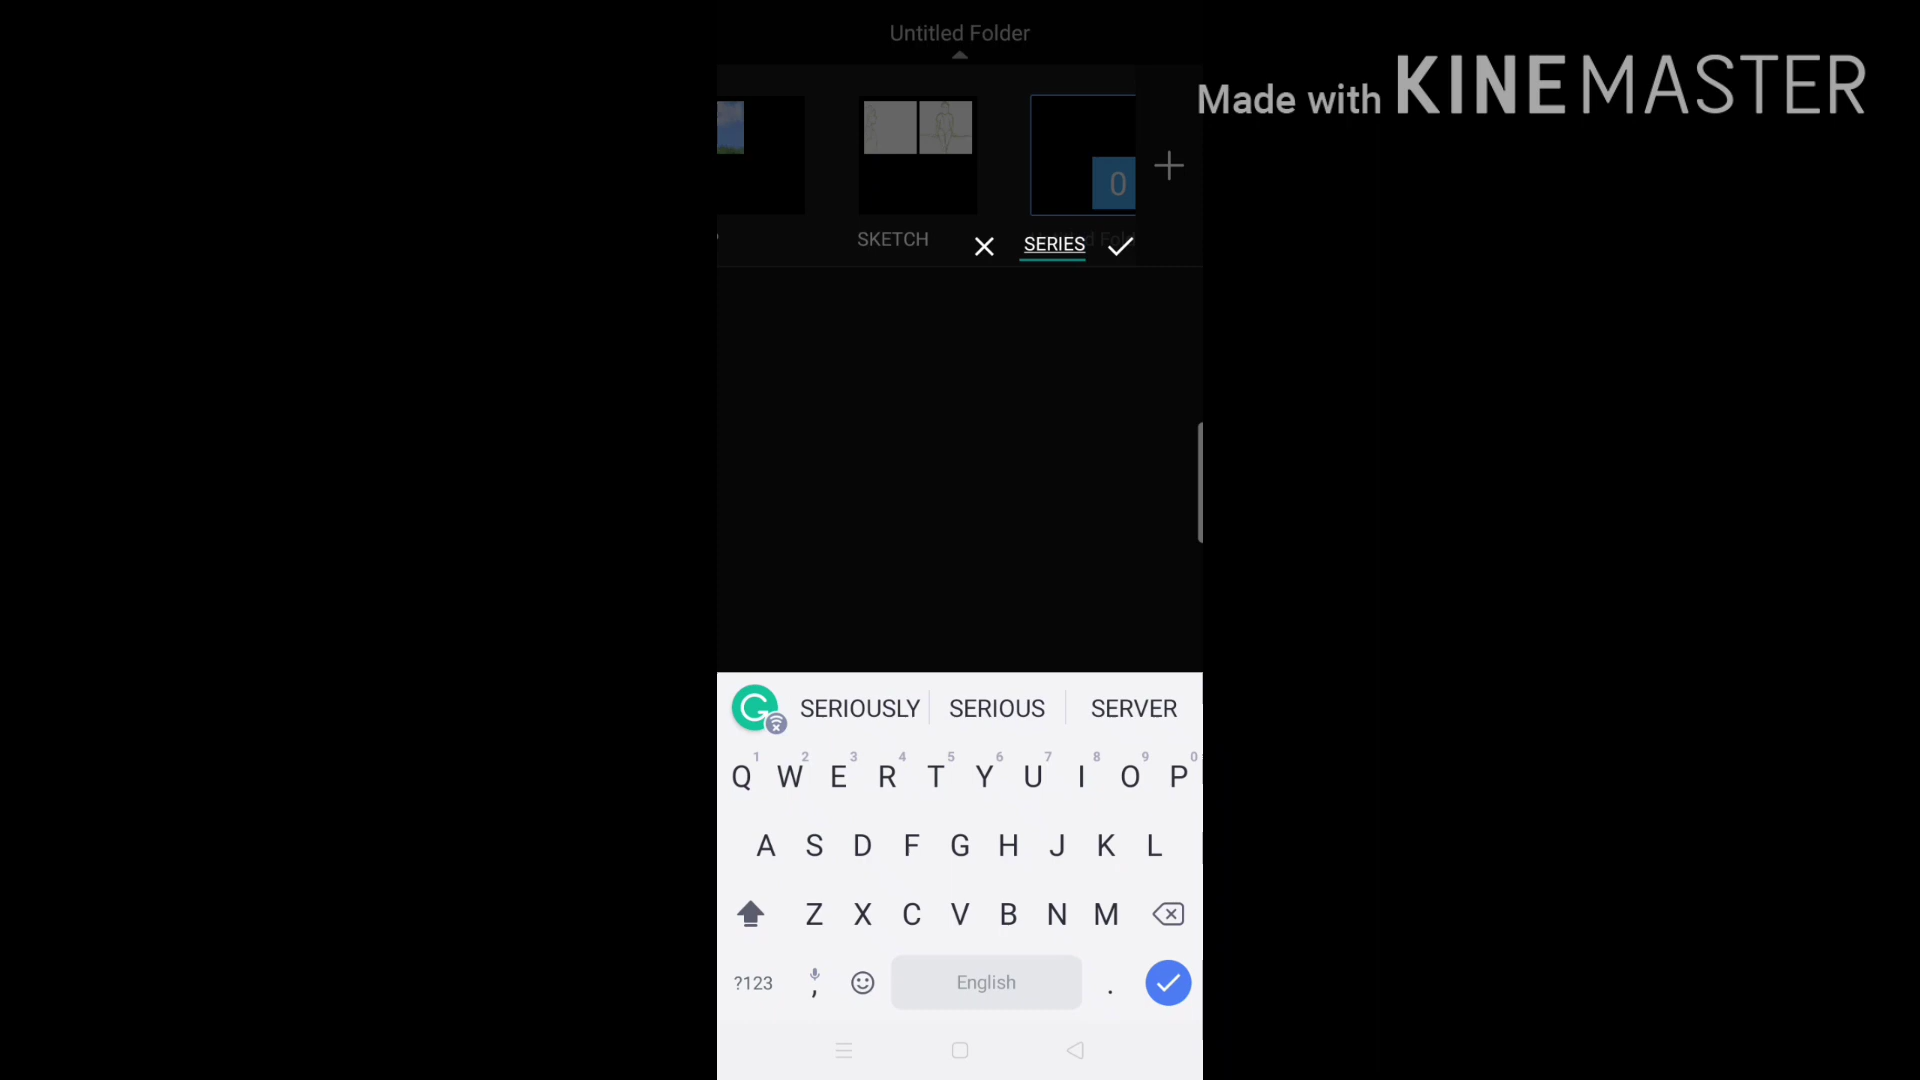 Untitled Folder
Made with KINEMASTER
0
SKETCH
SERIES
SERIOUSLY SERIOUS SERVER
1 2 3 4 5 6 7 8 9 0
Q W E R T Y U I O P
A S D F G H J K L
Z X C V B N M
?123 , English .